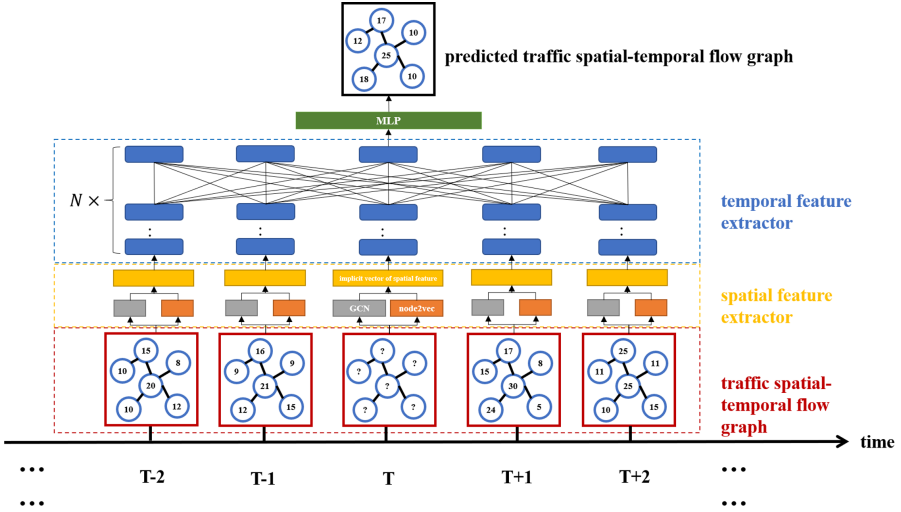 17
12
10
25
18
10
predicted traffic spatial-temporal flow graph
MLP
N ×
temporal feature
extractor
implicit vector of spatial feature
GCN
node2vec
spatial feature
extractor
15
10
8
20
10
12
16
9
9
21
12
15
?
?
?
?
?
?
17
15
8
30
24
5
25
11
11
25
10
15
traffic spatial-
temporal flow
graph
time
...
T-2
T-1
T
T+1
T+2
...
...
...